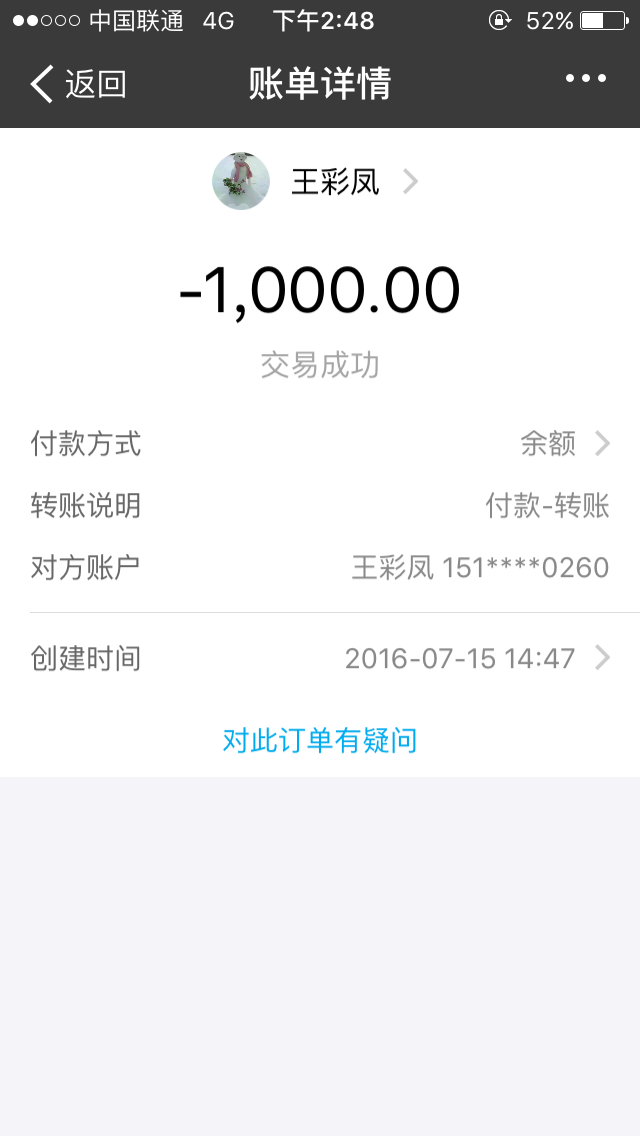 中国联通 4G 下午2:48 52%
返回 账单详情
王彩凤
-1,000.00
交易成功
付款方式 余额
转账说明 付款-转账
对方账户 王彩凤 151****0260
创建时间 2016-07-15 14:47
对此订单有疑问